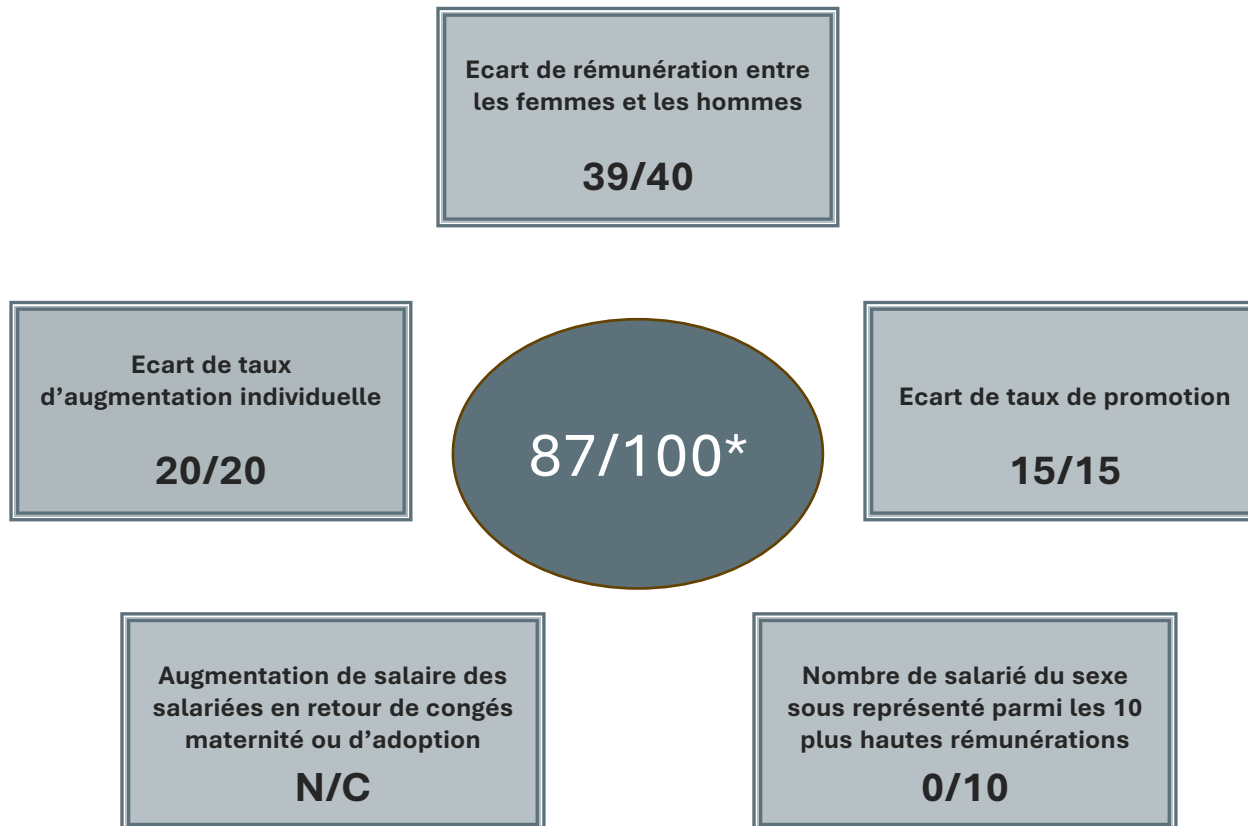 Ecart de rémunération entre
les femmes et les hommes
39/40
Ecart de taux
d’augmentation individuelle
20/20
87/100*
Ecart de taux de promotion
15/15
Augmentation de salaire des
salariées en retour de congés
maternité ou d’adoption
N/C
Nombre de salarié du sexe
sous représenté parmi les 10
plus hautes rémunérations
0/10